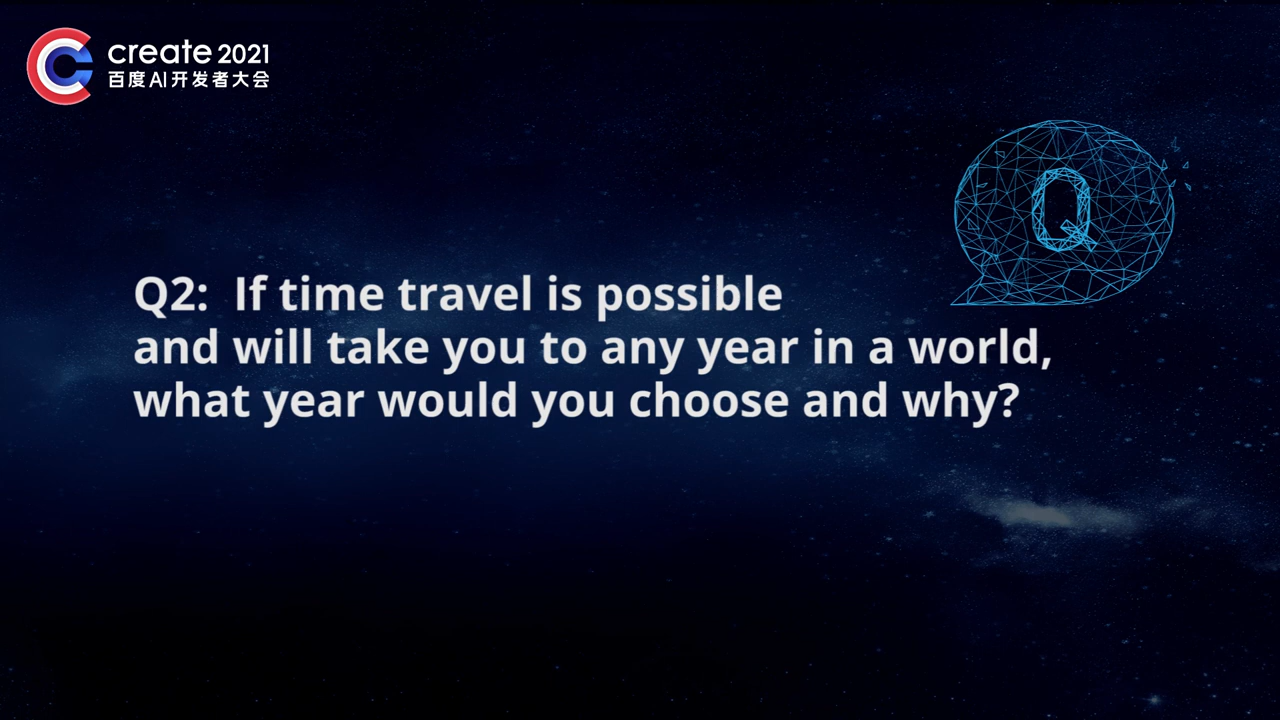 create 2021
百度AI开发者大会
Q
Q2: If time travel is possible
and will take you to any year in a world,
what year would you choose and why?